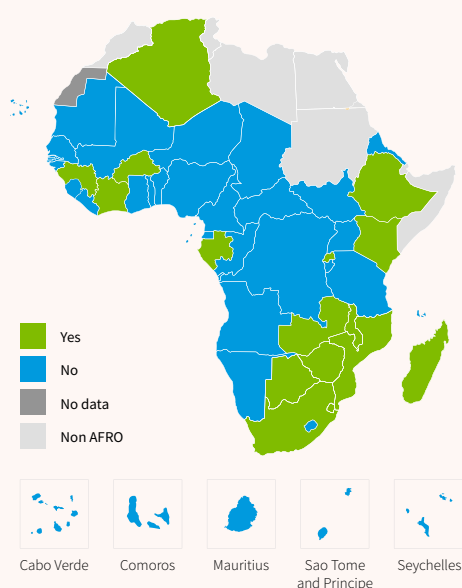 Yes
No
No data
Non AFRO
Cabo Verde
Comoros
Mauritius
Sao Tome
and Principe
Seychelles